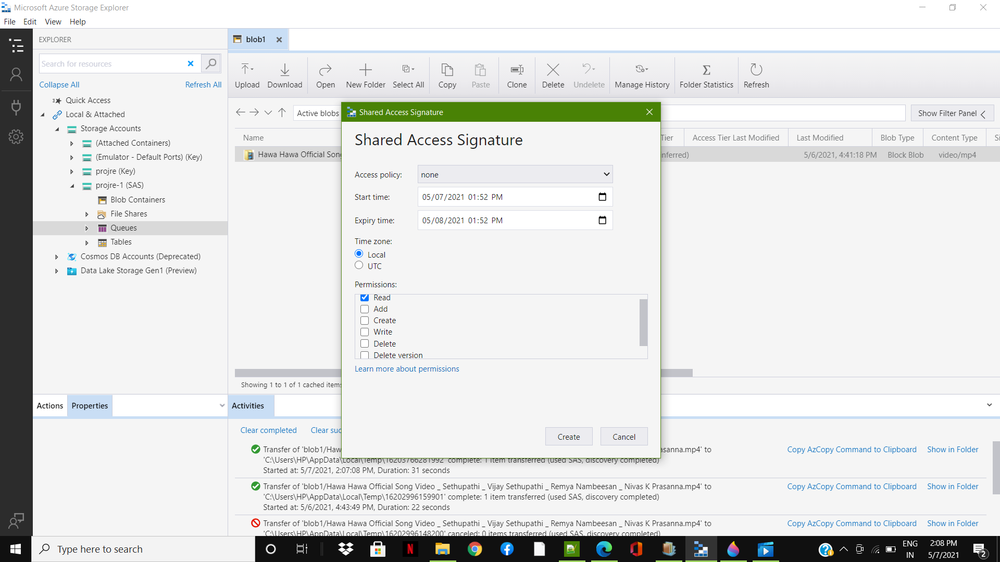 Microsoft Azure Storage Explorer
File Edit View Help
EXPLORER
Search for resources
Collapse All Refresh All
Quick Access
Local & Attached
Storage Accounts
(Attached Containers)
(Emulator - Default Ports) (Key)
projre (Key)
projre-1 (SAS)
Blob Containers
File Shares
Queues
Tables
Cosmos DB Accounts (Deprecated)
Data Lake Storage Gen1 (Preview)
Actions Properties
blob1
Upload Download Open New Folder Select All Copy Paste Clone Delete Undelete Manage History Folder Statistics Refresh
Active blobs Show Filter Panel
Name Tier Access Tier Last Modified Last Modified Blob Type Content Type Si
Hawa Hawa Official Song nferred) 5/6/2021, 4:41:18 PM Block Blob video/mp4
Showing 1 to 1 of 1 cached items
Shared Access Signature
Shared Access Signature
Access policy: none
Start time: 05/07/2021 01:52 PM
Expiry time: 05/08/2021 01:52 PM
Time zone:
Local
UTC
Permissions:
Read
Add
Create
Write
Delete
Delete version
Learn more about permissions
Create Cancel
Activities
Clear completed Clear suc
Transfer of 'blob1/Hawa asanna.mp4' to Copy AzCopy Command to Clipboard Show in Folder
'C:\Users\HP\AppData\Local\Temp\16203766281992' complete: 1 item transferred (used SAS, discovery completed)
Started at: 5/7/2021, 2:07:08 PM, Duration: 31 seconds
Transfer of 'blob1/Hawa Hawa Official Song Video _ Sethupathi _ Vijay Sethupathi _ Remya Nambeesan _ Nivas K Prasanna.mp4' to Copy AzCopy Command to Clipboard Show in Folder
'C:\Users\HP\AppData\Local\Temp\16202996159901' complete: 1 item transferred (used SAS, discovery completed)
Started at: 5/6/2021, 4:43:49 PM, Duration: 22 seconds
Transfer of 'blob1/Hawa Hawa Official Song Video _ Sethupathi _ Vijay Sethupathi _ Remya Nambeesan _ Nivas K Prasanna.mp4' to Copy AzCopy Command to Clipboard Show in Folder
'C:\Users\HP\AppData\Local\Temp\16202996148200' canceled: 0 items transferred (used SAS, discovery completed)
Type here to search
ENG
IN
2:08 PM
5/7/2021
2